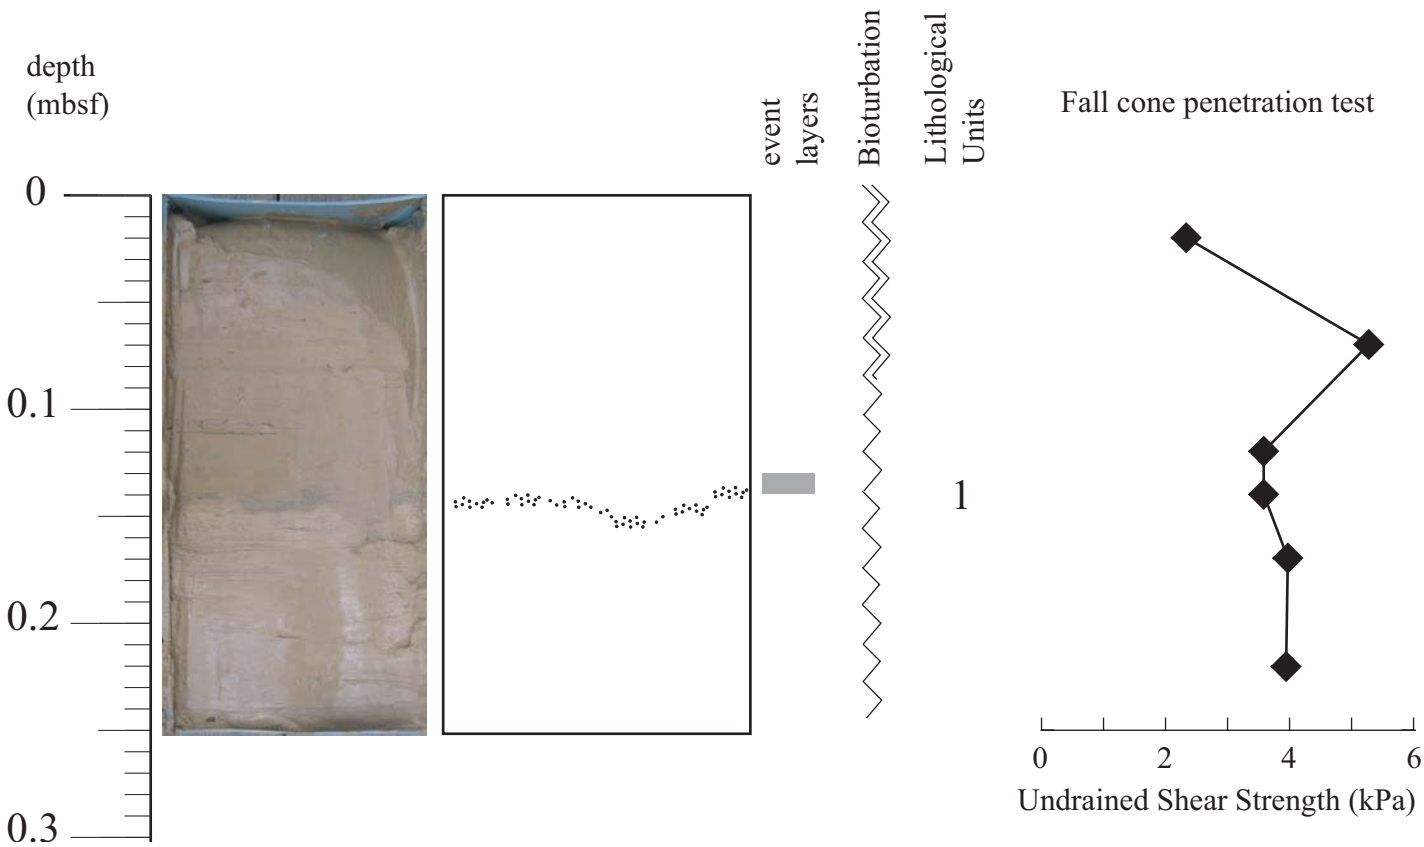 depth
(mbsf)
event
layers
Bioturbation
Lithological
Units
Fall cone penetration test
0
0.1
0.2
0.3
1
0 2 4 6
Undrained Shear Strength (kPa)